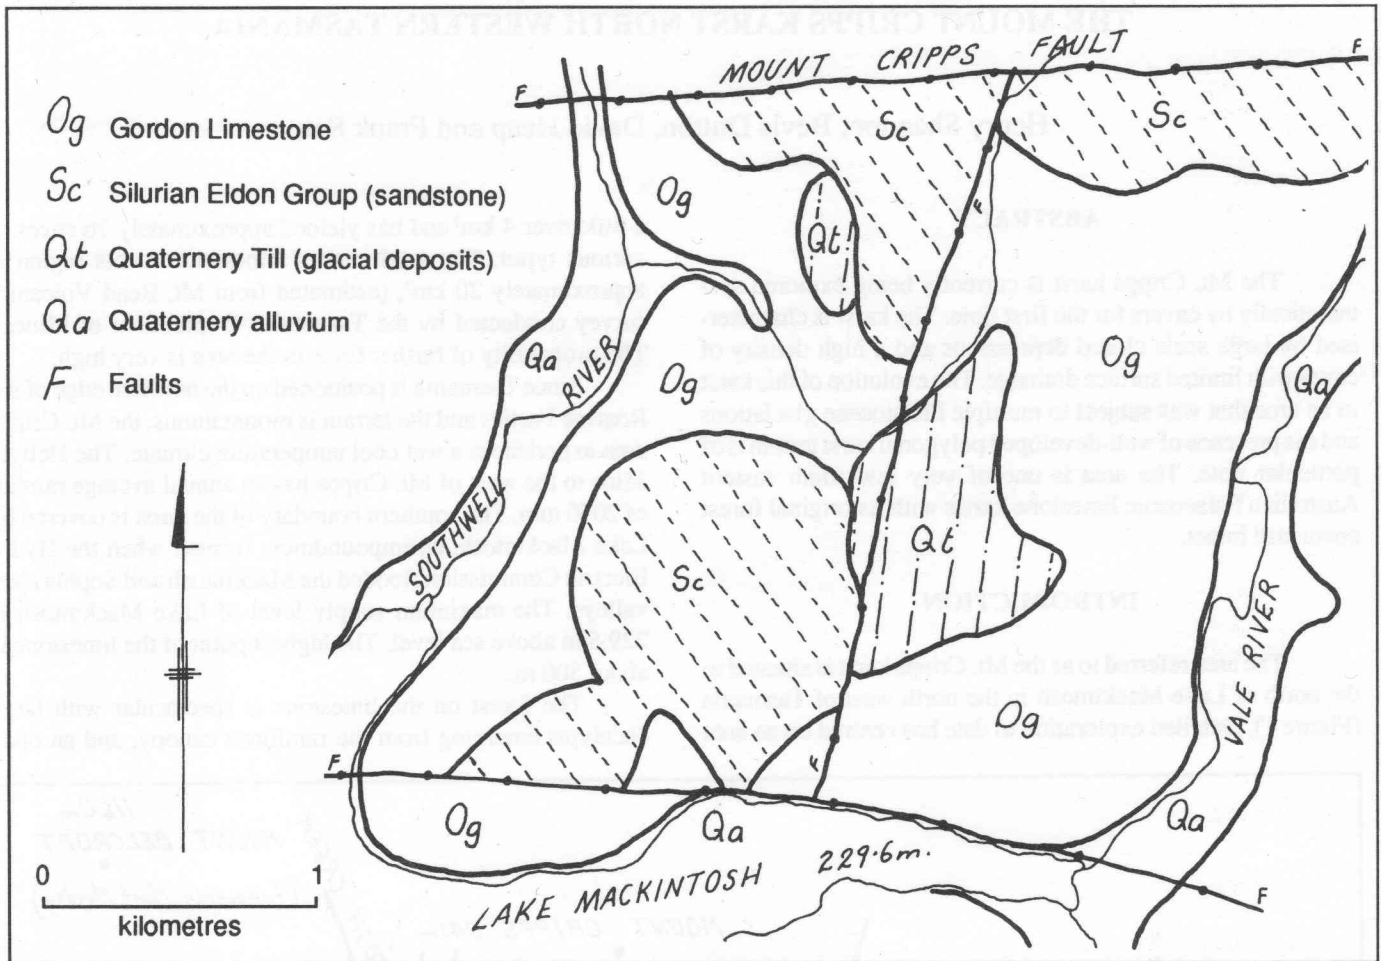 MOUNT CRIPPS FAULT
F
F
Og Gordon Limestone
Sc Silurian Eldon Group (sandstone)
Qt Quaternery Till (glacial deposits)
Qa Quaternery alluvium
F Faults
Sc
Sc
Og
Qt
F
Qa
RIVER
Og
Og
Qa
SOUTHWELL
Qt
Sc
VALE RIVER
Og
F
F
Og
Qa
Qa
229.6m.
LAKE MACKINTOSH
F
0 1
kilometres